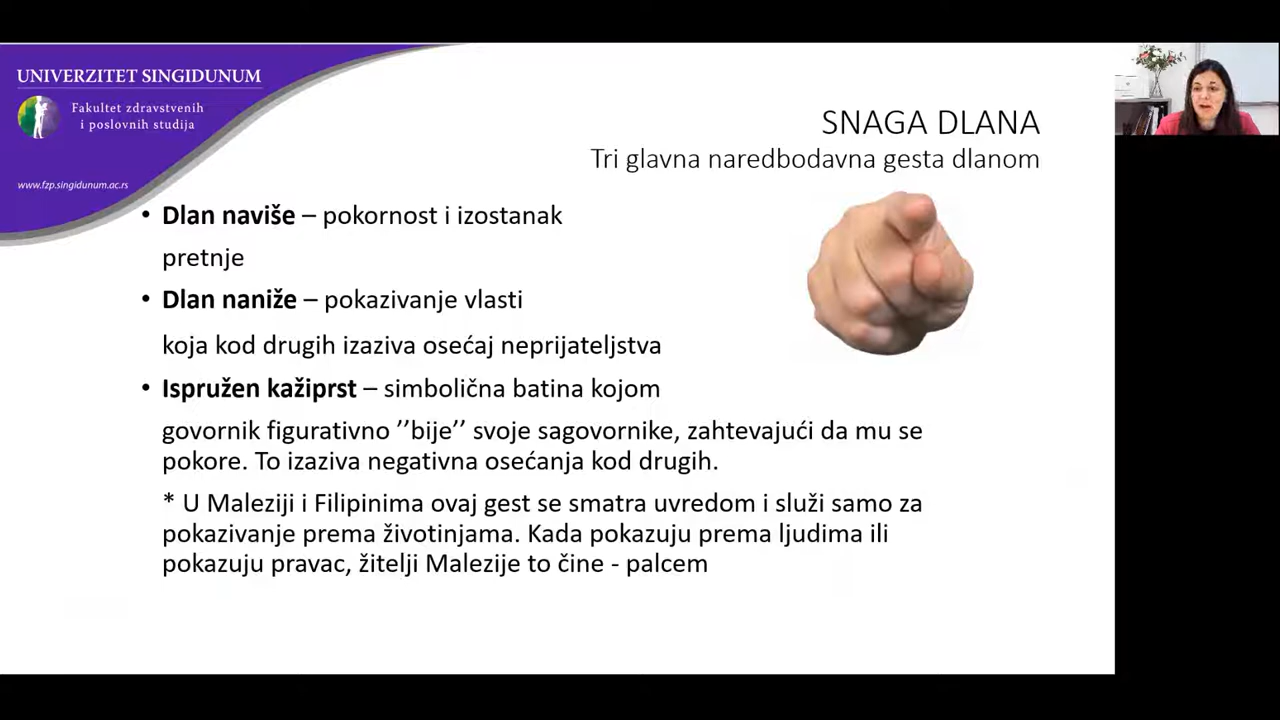 UNIVERZITET SINGIDUNUM
Fakultet zdravstvenih
i poslovnih studija
www.fzp.singidunum.ac.rs
SNAGA DLANA
Tri glavna naredbodavna gesta dlanom
• Dlan naviše – pokornost i izostanak
pretnje
• Dlan naniže – pokazivanje vlasti
koja kod drugih izaziva osećaj neprijateljstva
• Ispružen kažiprst – simbolična batina kojom
govornik figurativno ’’bije’’ svoje sagovornike, zahtevajući da mu se
pokore. To izaziva negativna osećanja kod drugih.
* U Maleziji i Filipinima ovaj gest se smatra uvredom i služi samo za
pokazivanje prema životinjama. Kada pokazuju prema ljudima ili
pokazuju pravac, žitelji Malezije to čine - palcem